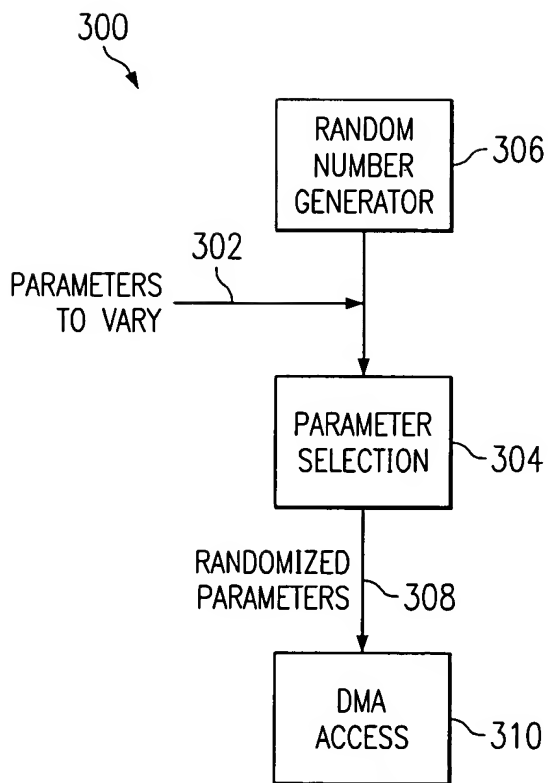 300
RANDOM
NUMBER
GENERATOR
306
302
PARAMETERS
TO VARY
PARAMETER
SELECTION
304
RANDOMIZED
PARAMETERS
308
DMA
ACCESS
310